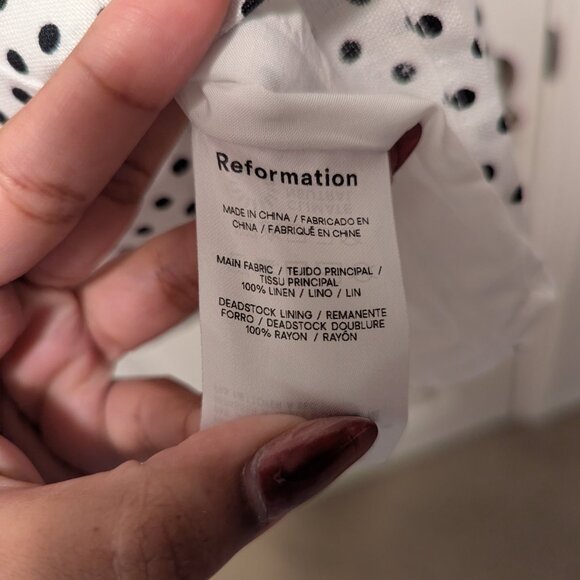 Reformation
MADE IN CHINA / FABRICADO EN
CHINA / FABRIQUÉ EN CHINE
MAIN FABRIC / TEJIDO PRINCIPAL /
TISSU PRINCIPAL
100% LINEN / LINO / LIN
DEADSTOCK LINING / REMANENTE
FORRO / DEADSTOCK DOUBLURE
100% RAYON / RAYÓN